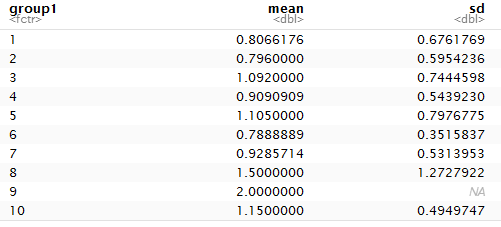 group1 mean sd
<fctr> <dbl> <dbl>
1 0.8066176 0.6761769
2 0.7960000 0.5954236
3 1.0920000 0.7444598
4 0.9090909 0.5439230
5 1.1050000 0.7976775
6 0.7888889 0.3515837
7 0.9285714 0.5313953
8 1.5000000 1.2727922
9 2.0000000 NA
10 1.1500000 0.4949747